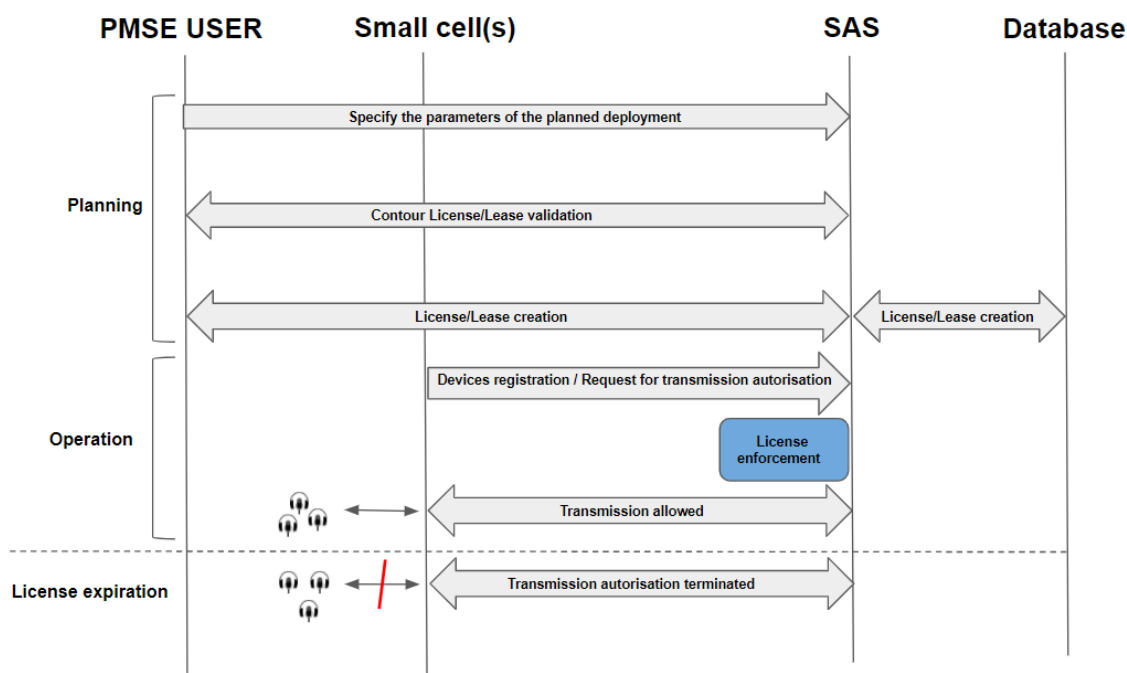 PMSE USER
Small cell(s)
SAS
Database
Specify the parameters of the planned deployment
Planning
Contour License/Lease validation
License/Lease creation
License/Lease creation
Devices registration / Request for transmission autorisation
Operation
License
enforcement
Transmission allowed
License expiration
Transmission autorisation terminated